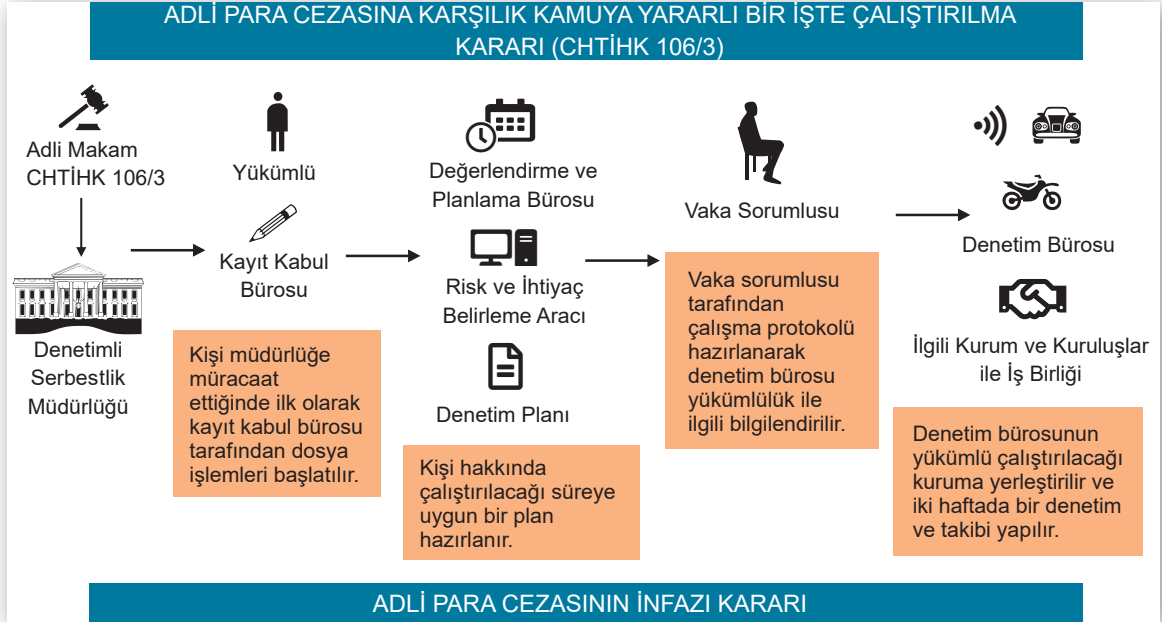 ADLİ PARA CEZASINA KARŞILIK KAMUYA YARARLI BİR İŞTE ÇALIŞTIRILMA
KARARI (CHTİHK 106/3)
Adli Makam
CHTİHK 106/3
Denetimli
Serbestlik
Müdürlüğü
Yükümlü
Kayıt Kabul
Bürosu
Kişi müdürlüğe
müracaat
ettiğinde ilk olarak
kayıt kabul bürosu
tarafından dosya
işlemleri başlatılır.
Değerlendirme ve
Planlama Bürosu
Risk ve İhtiyaç
Belirleme Aracı
Denetim Planı
Kişi hakkında
çalıştırılacağı süreye
uygun bir plan
hazırlanır.
Vaka Sorumlusu
Vaka sorumlusu
tarafından
çalışma protokolü
hazırlanarak
denetim bürosu
yükümlülük ile
ilgili bilgilendirilir.
Denetim Bürosu
İlgili Kurum ve Kuruluşlar
ile İş Birliği
Denetim bürosunun
yükümlü çalıştırılacağı
kuruma yerleştirilir ve
iki haftada bir denetim
ve takibi yapılır.
ADLİ PARA CEZASININ İNFAZI KARARI